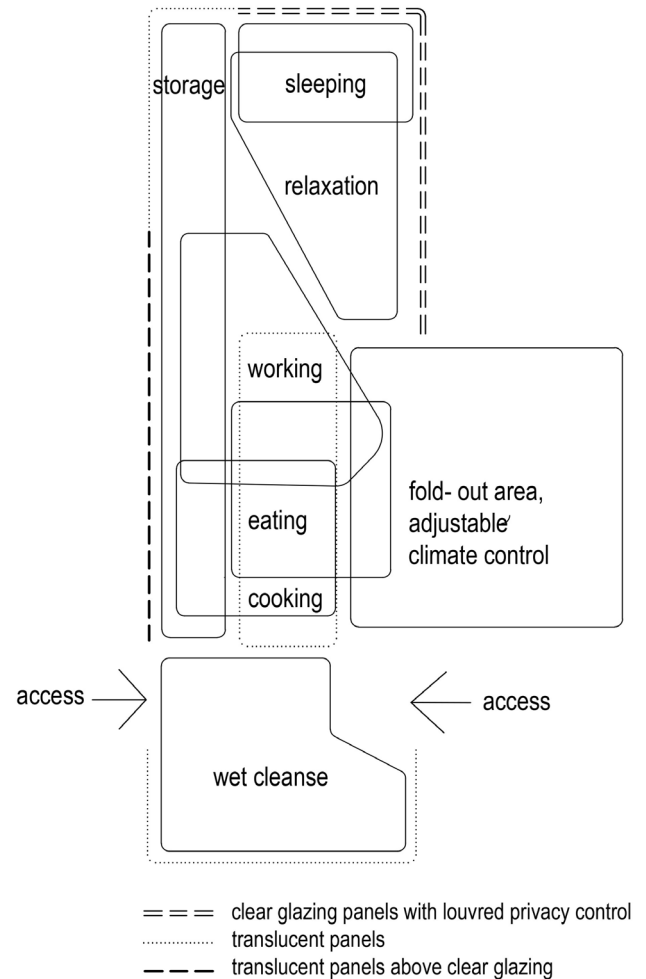 storage
sleeping
relaxation
working
eating
cooking
fold- out area,
adjustable
climate control
access
access
wet cleanse
clear glazing panels with louvred privacy control
translucent panels
translucent panels above clear glazing